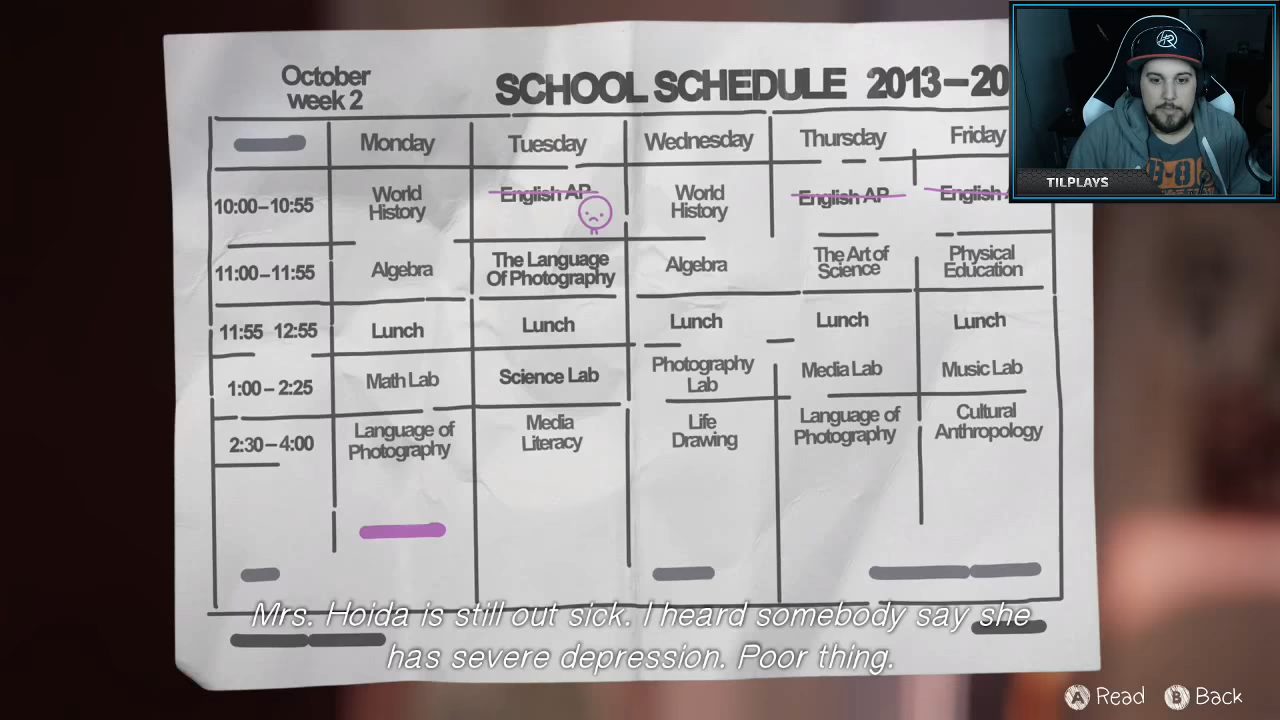 October
week 2
SCHOOL SCHEDULE 2013-20
Monday Tuesday Wednesday Thursday Friday
10:00-10:55 World History English AP World History English AP English
11:00-11:55 Algebra The Language Of Photography Algebra The Art of Science Physical Education
11:55 12:55 Lunch Lunch Lunch Lunch Lunch
1:00-2:25 Math Lab Science Lab Photography Lab Media Lab Music Lab
2:30-4:00 Language of Photography Media Literacy Life Drawing Language of Photography Cultural Anthropology
Mrs. Hoida is still out sick. I heard somebody say she
has severe depression. Poor thing.
A Read B Back
TILPLAYS